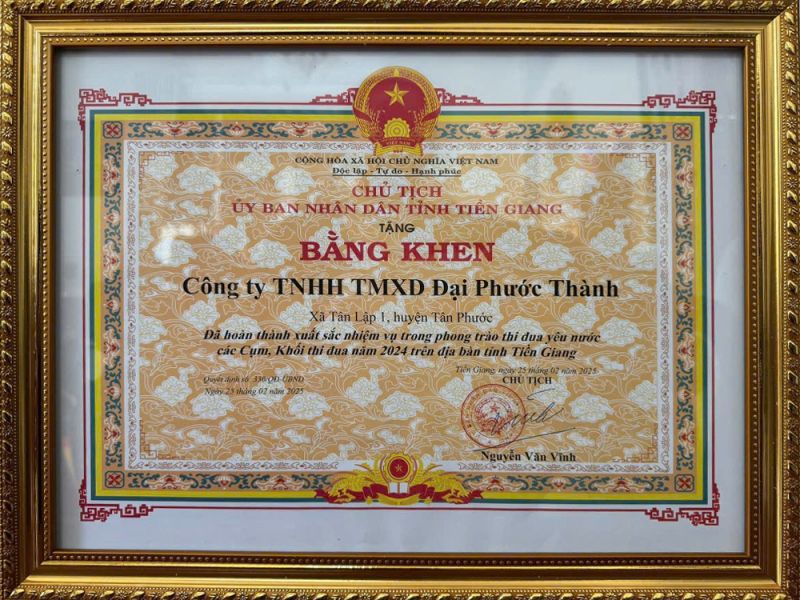 CỘNG HÒA XÃ HỘI CHỦ NGHĨA VIỆT NAM
Độc lập - Tự do - Hạnh phúc
CHỦ TỊCH
ỦY BAN NHÂN DÂN TỈNH TIỀN GIANG
TẶNG
BẰNG KHEN
Công ty TNHH TMXD Đại Phước Thành
Xã Tân Lập 1, huyện Tân Phước
Đã hoàn thành xuất sắc nhiệm vụ trong phong trào thi đua yêu nước
các Cụm, Khối thi đua năm 2024 trên địa bàn tỉnh Tiền Giang
Tiền Giang, ngày 25 tháng 02 năm 2025
Quyết định số 336/QĐ-UBND
CHỦ TỊCH
Ngày 25 tháng 02 năm 2025
Nguyễn Văn Vĩnh